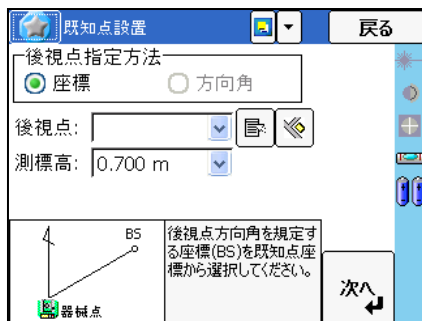 既知点設置
戻る
後視点指定方法
座標
方向角
後視点:
測標高: 0.700 m
BS
器械点
後視点方向角を規定す
る座標(BS)を既知点座
標から選択してください。
次へ